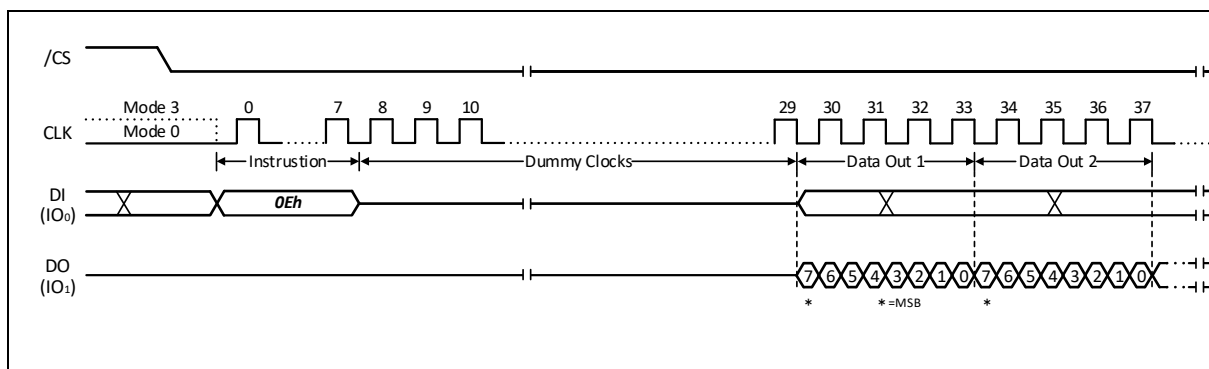 /CS
Mode 3 0 7 8 9 10 29 30 31 32 33 34 35 36 37
CLK Mode 0
Instrustion Dummy Clocks Data Out 1 Data Out 2
DI
(IO₀)
0Eh
DO
(IO₁)
7 6 5 4 3 2 1 0 7 6 5 4 3 2 1 0
* * =MSB *